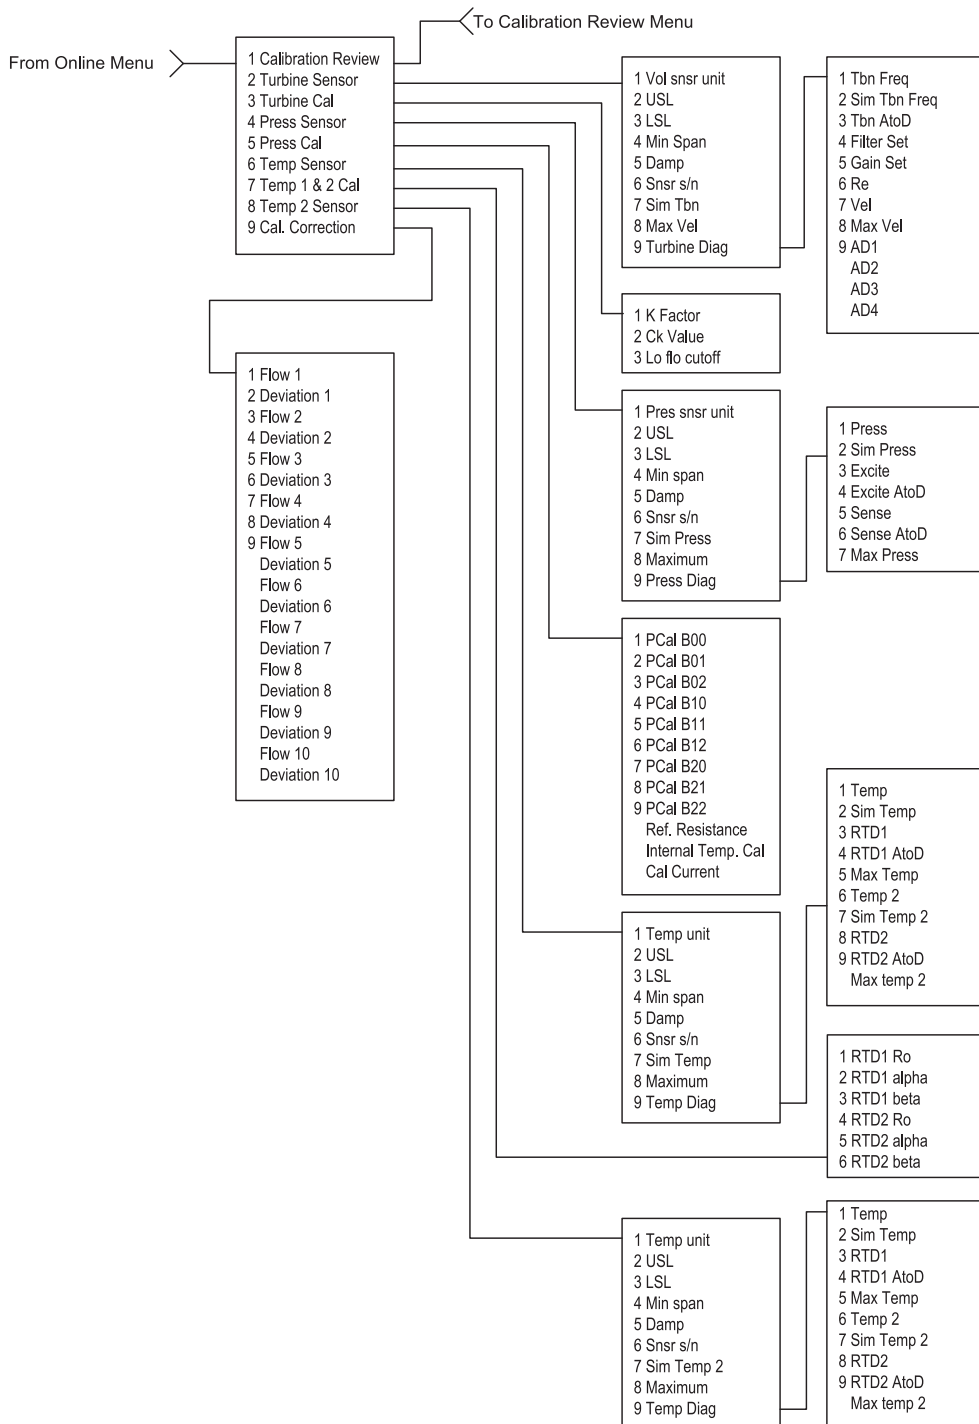 To Calibration Review Menu
From Online Menu
1 Calibration Review
2 Turbine Sensor
3 Turbine Cal
4 Press Sensor
5 Press Cal
6 Temp Sensor
7 Temp 1 & 2 Cal
8 Temp 2 Sensor
9 Cal. Correction
1 Flow 1
2 Deviation 1
3 Flow 2
4 Deviation 2
5 Flow 3
6 Deviation 3
7 Flow 4
8 Deviation 4
9 Flow 5
Deviation 5
Flow 6
Deviation 6
Flow 7
Deviation 7
Flow 8
Deviation 8
Flow 9
Deviation 9
Flow 10
Deviation 10
1 Vol snsr unit
2 USL
3 LSL
4 Min Span
5 Damp
6 Snsr s/n
7 Sim Tbn
8 Max Vel
9 Turbine Diag
1 Tbn Freq
2 Sim Tbn Freq
3 Tbn AtoD
4 Filter Set
5 Gain Set
6 Re
7 Vel
8 Max Vel
9 AD1
AD2
AD3
AD4
1 K Factor
2 Ck Value
3 Lo flo cutoff
1 Pres snsr unit
2 USL
3 LSL
4 Min span
5 Damp
6 Snsr s/n
7 Sim Press
8 Maximum
9 Press Diag
1 Press
2 Sim Press
3 Excite
4 Excite AtoD
5 Sense
6 Sense AtoD
7 Max Press
1 PCal B00
2 PCal B01
3 PCal B02
4 PCal B10
5 PCal B11
6 PCal B12
7 PCal B20
8 PCal B21
9 PCal B22
Ref. Resistance
Internal Temp. Cal
Cal Current
1 Temp unit
2 USL
3 LSL
4 Min span
5 Damp
6 Snsr s/n
7 Sim Temp
8 Maximum
9 Temp Diag
1 Temp
2 Sim Temp
3 RTD1
4 RTD1 AtoD
5 Max Temp
6 Temp 2
7 Sim Temp 2
8 RTD2
9 RTD2 AtoD
Max temp 2
1 RTD1 Ro
2 RTD1 alpha
3 RTD1 beta
4 RTD2 Ro
5 RTD2 alpha
6 RTD2 beta
1 Temp unit
2 USL
3 LSL
4 Min span
5 Damp
6 Snsr s/n
7 Sim Temp 2
8 Maximum
9 Temp Diag
1 Temp
2 Sim Temp
3 RTD1
4 RTD1 AtoD
5 Max Temp
6 Temp 2
7 Sim Temp 2
8 RTD2
9 RTD2 AtoD
Max temp 2